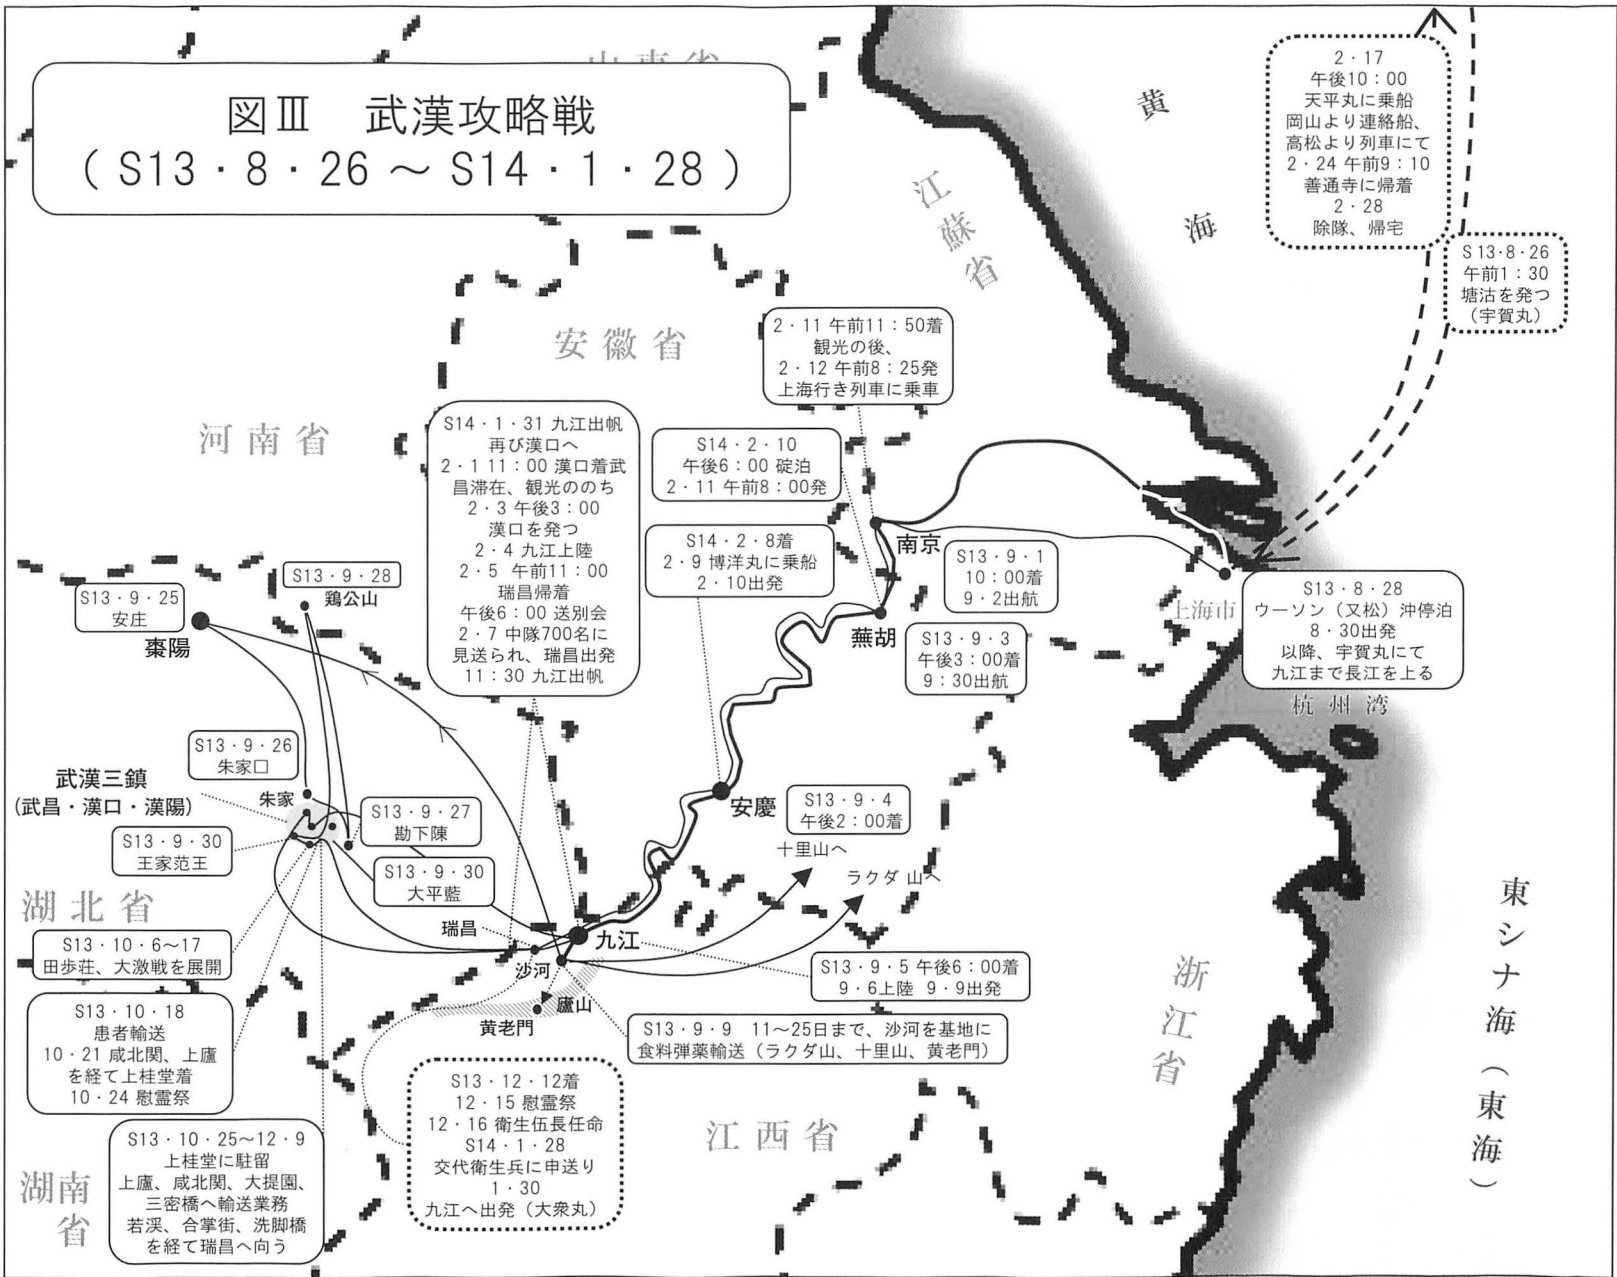 図Ⅲ 武漢攻略戦
（S13・8・26 ～ S14・1・28）
2・17
午後10：00
天平丸に乗船
岡山より連絡船、
高松より列車にて
2・24 午前9：10
善通寺に帰着
2・28
除隊、帰宅
S 13・8・26
午前1：30
塘沽を発つ
（宇賀丸）
黄
海
江蘇省
安徽省
河南省
2・11 午前11：50着
観光の後、
2・12 午前8：25発
上海行き列車に乗車
S14・1・31 九江出帆
再び漢口へ
2・1 11：00 漢口着武
昌滞在、観光ののち
2・3 午後3：00
漢口を発つ
2・4 九江上陸
2・5 午前11：00
瑞昌帰着
午後6：00 送別会
2・7 中隊700名に
見送られ、瑞昌出発
11：30 九江出帆
S14・2・10
午後6：00 碇泊
2・11 午前8：00発
S14・2・8着
2・9 博洋丸に乗船
2・10出発
南京
S13・9・1
10：00着
9・2出航
蕪胡
S13・9・3
午後3：00着
9：30出航
上海市
S13・8・28
ウーソン（又松）沖停泊
8・30出発
以降、宇賀丸にて
九江まで長江を上る
杭州湾
S13・9・25
安庄
棗陽
S13・9・28
鶏公山
S13・9・26
朱家口
武漢三鎮
（武昌・漢口・漢陽）
朱家
S13・9・27
勘下陳
S13・9・30
王家范王
S13・9・30
大平藍
安慶
S13・9・4
午後2：00着
十里山へ
ラクダ 山へ
湖北省
瑞昌
九江
沙河
廬山
黄老門
S13・10・6～17
田歩荘、大激戦を展開
S13・9・5 午後6：00着
9・6上陸 9・9出発
S13・10・18
患者輸送
10・21 咸北関、上廬
を経て上桂堂着
10・24 慰霊祭
S13・9・9 11～25日まで、沙河を基地に
食料弾薬輸送（ラクダ山、十里山、黄老門）
S13・12・12着
12・15 慰霊祭
12・16 衛生伍長任命
S14・1・28
交代衛生兵に申送り
1・30
九江へ出発（大衆丸）
S13・10・25～12・9
上桂堂に駐留
上廬、咸北関、大提園、
三密橋へ輸送業務
若渓、合掌街、洗脚橋
を経て瑞昌へ向う
湖南省
江西省
浙江省
東シナ海（東海）